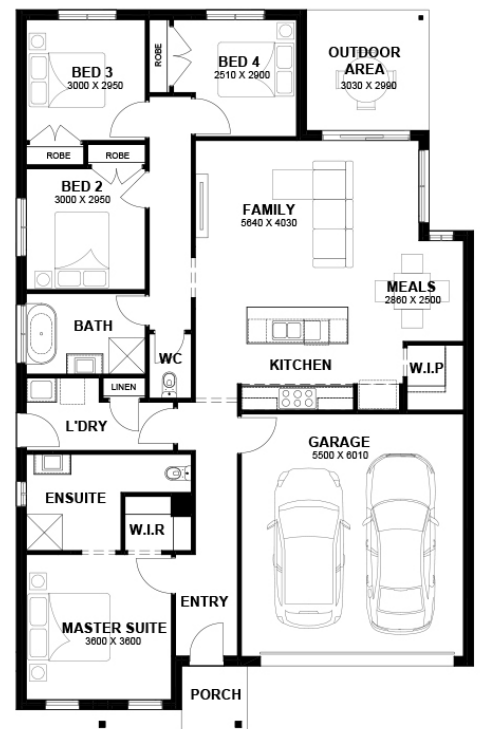 BED 3
3000 X 2950
ROBE
BED 4
2510 X 2900
OUTDOOR
AREA
3030 X 2990
ROBE
ROBE
BED 2
3000 X 2950
FAMILY
5640 X 4030
MEALS
2860 X 2500
BATH
WC
KITCHEN
W.I.P
LINEN
L'DRY
GARAGE
5500 X 6010
ENSUITE
W.I.R
ENTRY
MASTER SUITE
3600 X 3600
PORCH